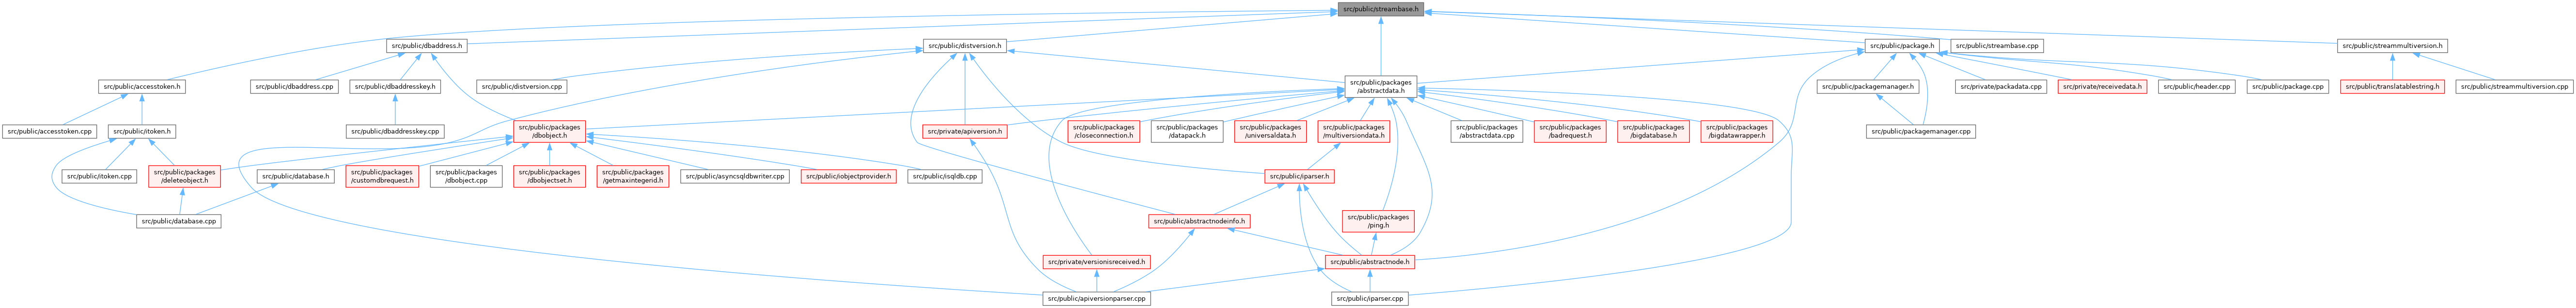 src/public/streambase.h
src/public/dbaddress.h
src/public/distversion.h
src/public/package.h
src/public/streambase.cpp
src/public/streammultiversion.h
src/public/accesstoken.h
src/public/dbaddress.cpp
src/public/dbaddresskey.h
src/public/distversion.cpp
src/public/packages
/abstractdata.h
src/public/packagemanager.h
src/private/packadata.cpp
src/private/receivedata.h
src/public/header.cpp
src/public/package.cpp
src/public/translatablestring.h
src/public/streammultiversion.cpp
src/public/accesstoken.cpp
src/public/itoken.h
src/public/dbaddresskey.cpp
src/public/packages
/dbobject.h
src/private/apiversion.h
src/public/packages
/closeconnection.h
src/public/packages
/datapack.h
src/public/packages
/universaldata.h
src/public/packages
/multiversiondata.h
src/public/packages
/abstractdata.cpp
src/public/packages
/badrequest.h
src/public/packages
/bigdatabase.h
src/public/packages
/bigdatawrapper.h
src/public/packagemanager.cpp
src/public/itoken.cpp
src/public/packages
/deleteobject.h
src/public/database.h
src/public/packages
/customdbrequest.h
src/public/packages
/dbobject.cpp
src/public/packages
/dbobjectset.h
src/public/packages
/getmaxintegerid.h
src/public/asyncsqldbwriter.cpp
src/public/iobjectprovider.h
src/public/isqldb.cpp
src/public/iparser.h
src/public/database.cpp
src/public/abstractnodeinfo.h
src/public/packages
/ping.h
src/private/versionisreceived.h
src/public/abstractnode.h
src/public/apiversionparser.cpp
src/public/iparser.cpp